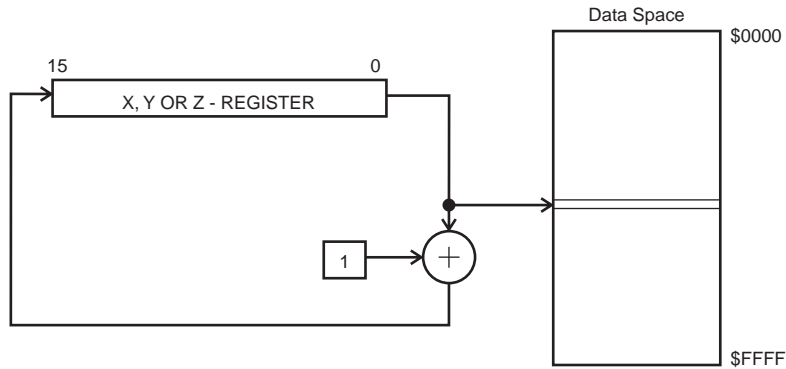 Data Space
$0000
15 0
X, Y OR Z - REGISTER
1
+
$FFFF